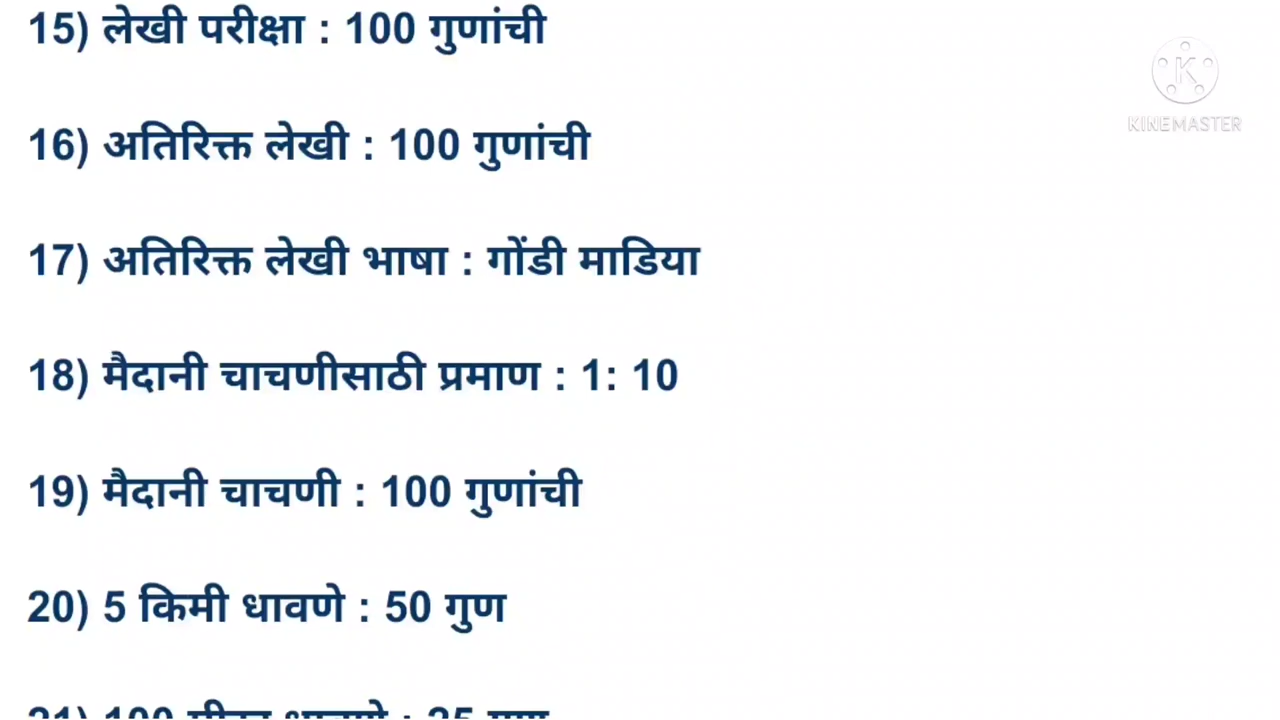 15) लेखी परीक्षा : 100 गुणांची
KINEMASTER
16) अतिरिक्त लेखी : 100 गुणांची
17) अतिरिक्त लेखी भाषा : गोंडी माडिया
18) मैदानी चाचणीसाठी प्रमाण : 1: 10
19) मैदानी चाचणी : 100 गुणांची
20) 5 किमी धावणे : 50 गुण